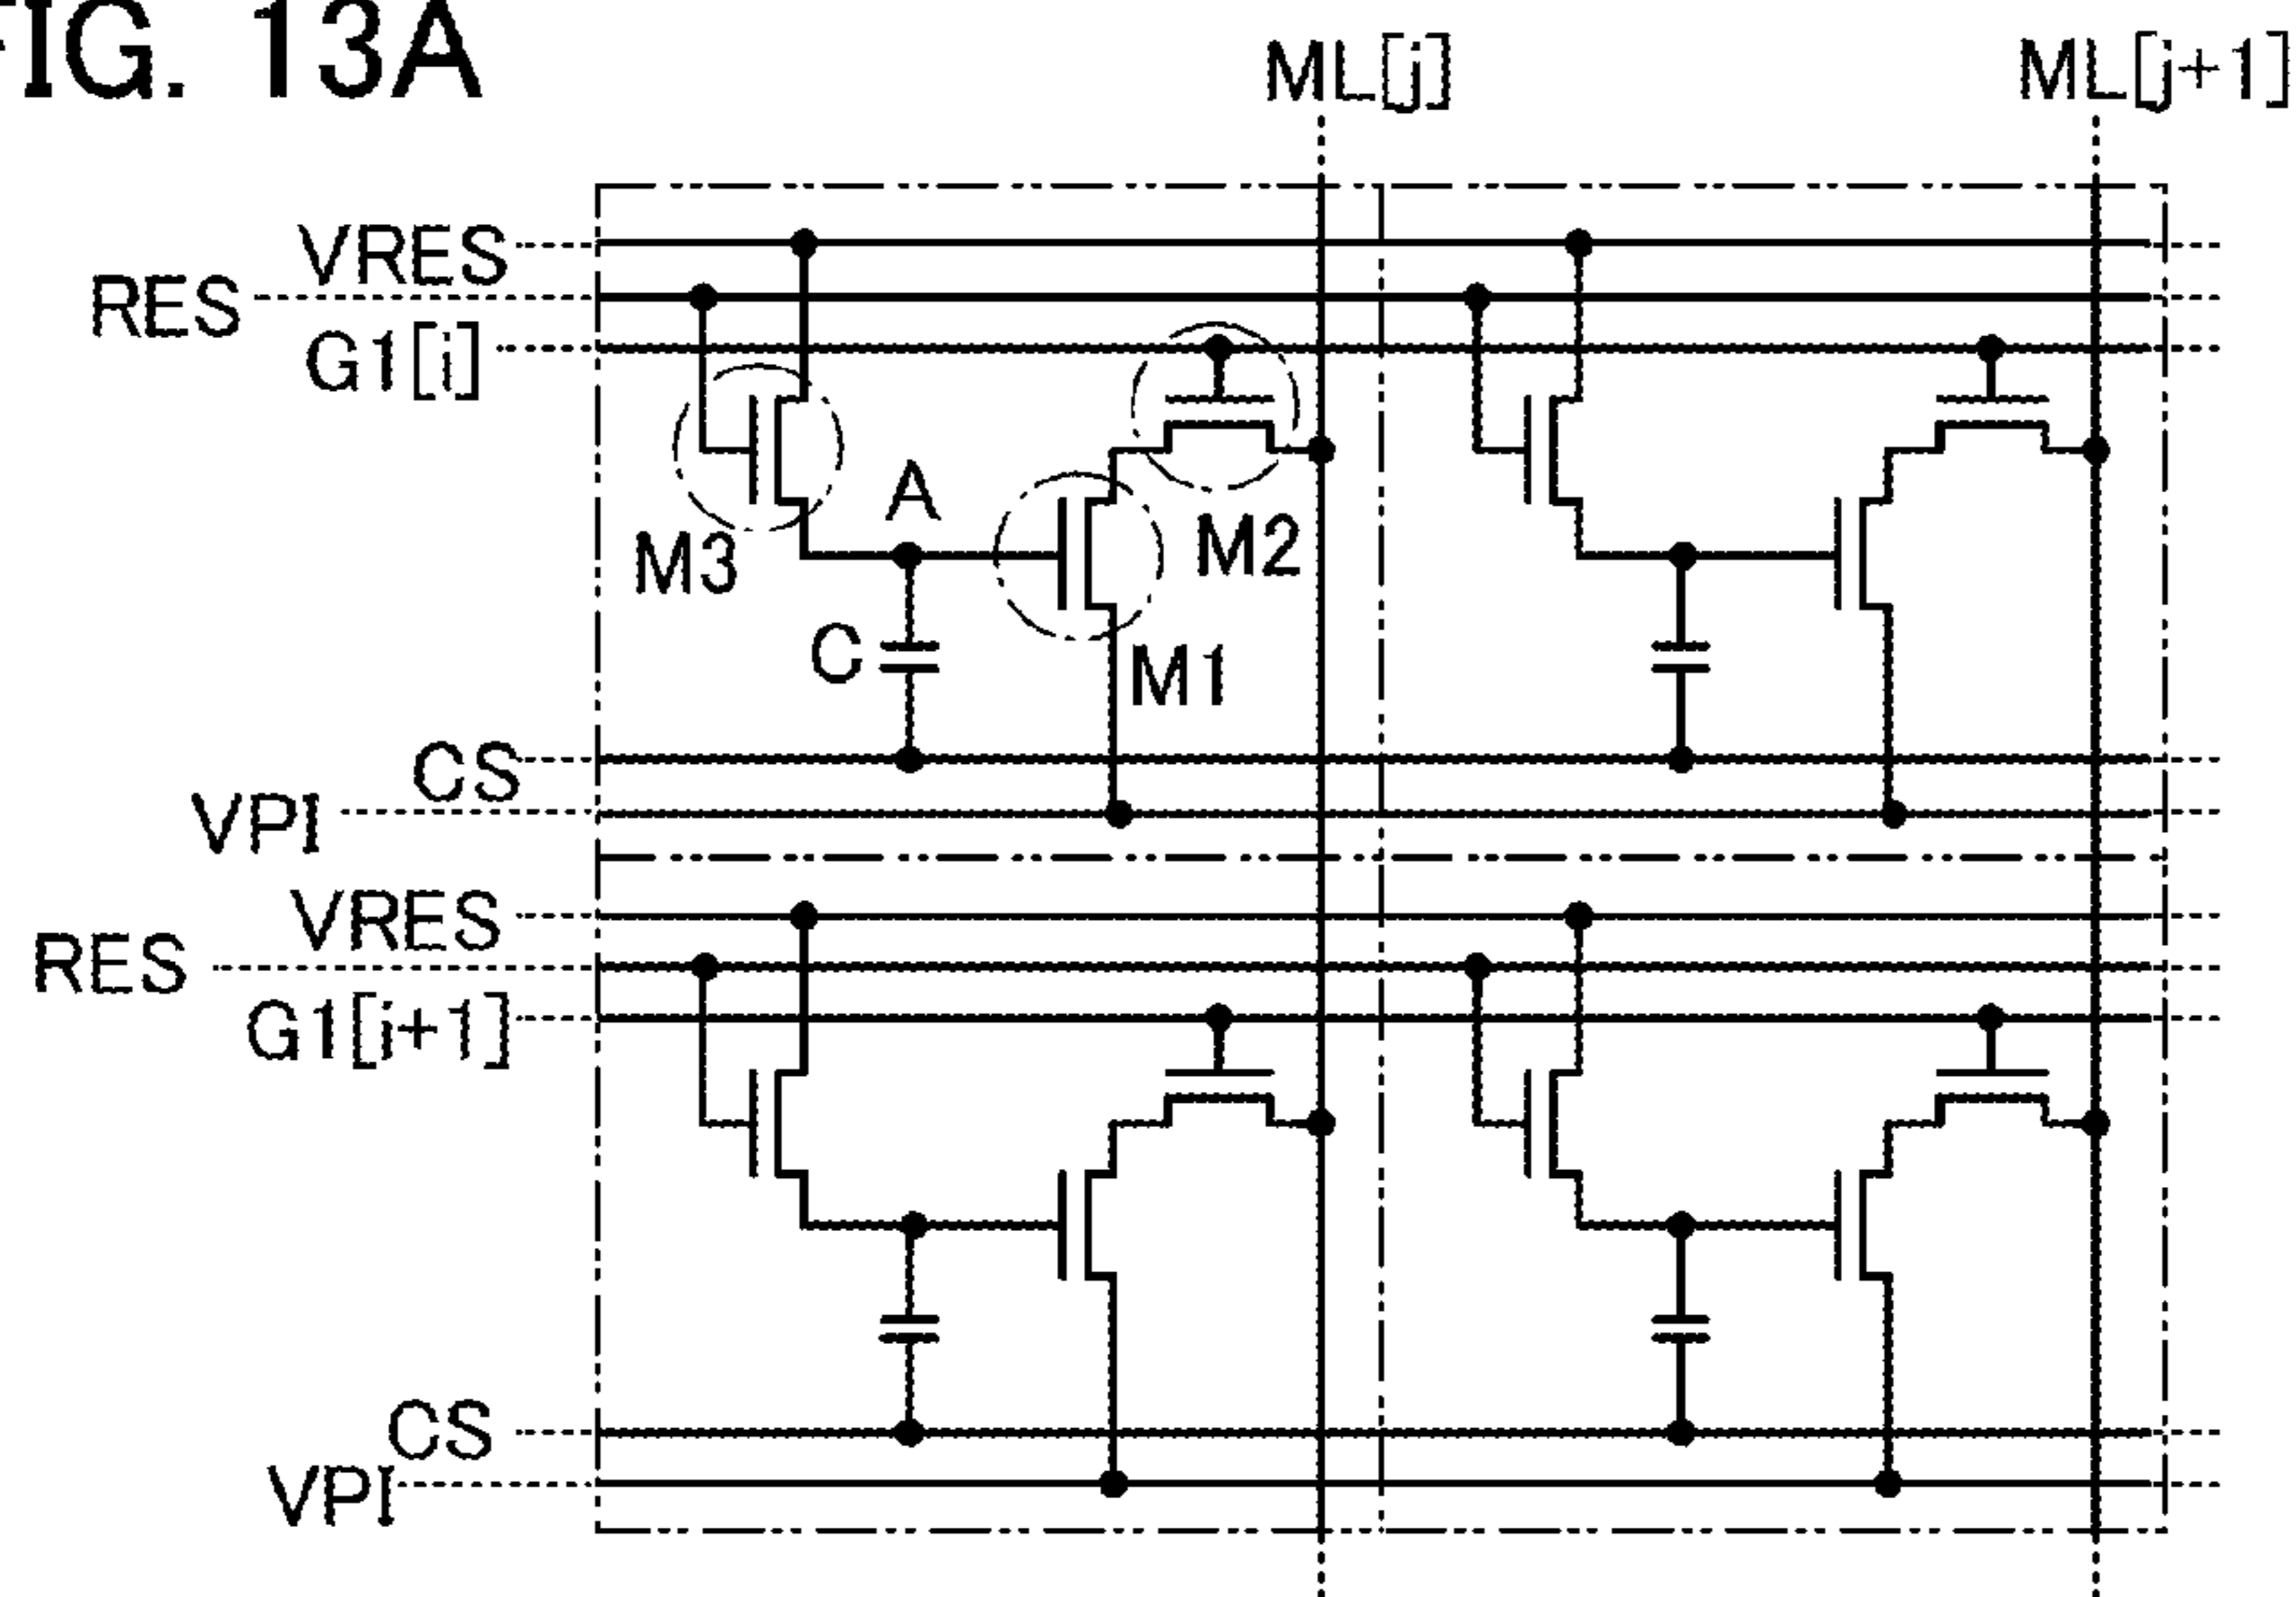 FIG. 13A
ML[j]
ML[j+1]
VRES
RES
G1[i]
A
M3
M2
C
M1
CS
VPI
VRES
RES
G1[i+1]
CS
VPI